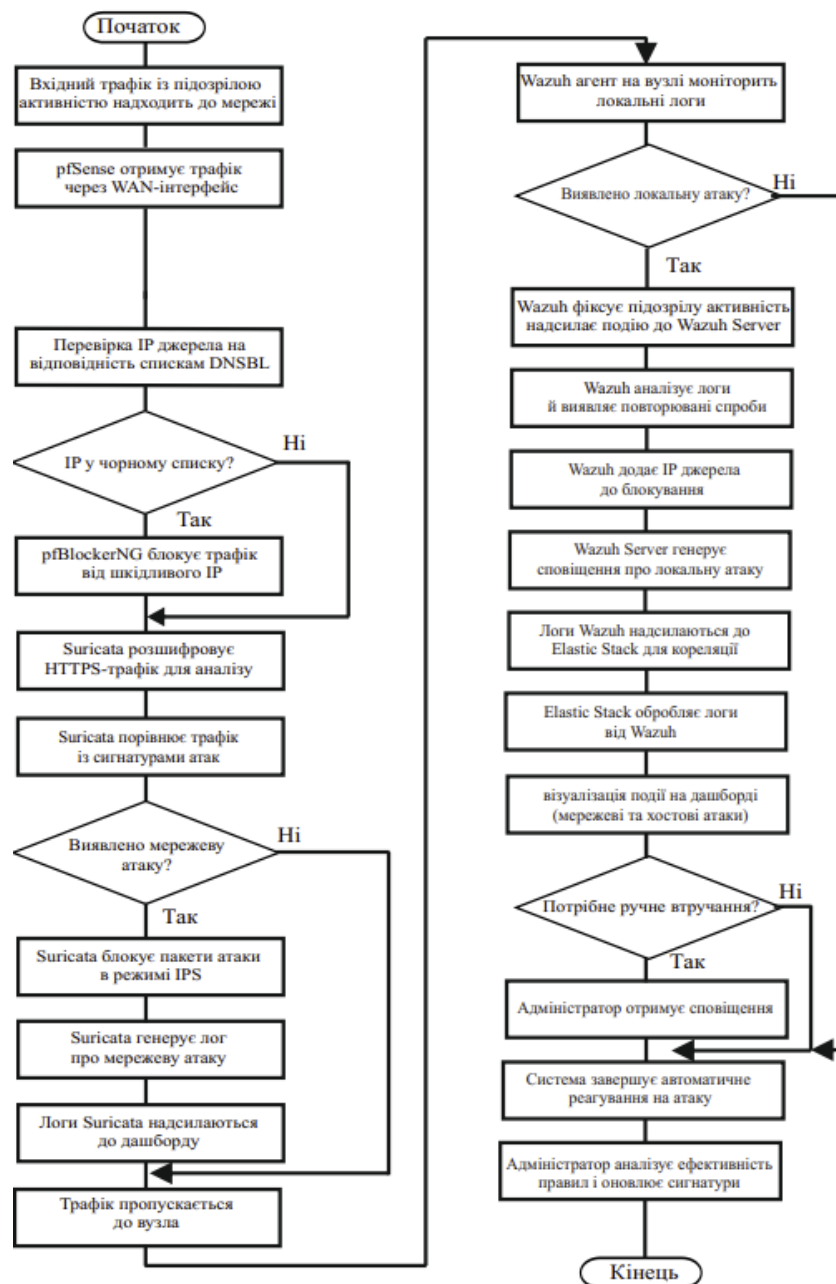 Початок
Вхідний трафік із підозрілою
активністю надходить до мережі
pfSense отримує трафік
через WAN-інтерфейс
Перевірка IP джерела на
відповідність спискам DNSBL
IP у чорному списку?
Ні
Так
pfBlockerNG блокує трафік
від шкідливого IP
Suricata розшифровує
HTTPS-трафік для аналізу
Suricata порівнює трафік
із сигнатурами атак
Виявлено мережеву
атаку?
Ні
Так
Suricata блокує пакети атаки
в режимі IPS
Suricata генерує лог
про мережеву атаку
Логи Suricata надсилаються
до дашборду
Трафік пропускається
до вузла
Wazuh агент на вузлі моніторить
локальні логи
Виявлено локальну атаку?
Ні
Так
Wazuh фіксує підозрілу активність
надсилає подію до Wazuh Server
Wazuh аналізує логи
й виявляє повторювані спроби
Wazuh додає IP джерела
до блокування
Wazuh Server генерує
сповіщення про локальну атаку
Логи Wazuh надсилаються до
Elastic Stack для кореляції
Elastic Stack обробляє логи
від Wazuh
візуалізація події на дашборді
(мережеві та хостові атаки)
Потрібне ручне втручання?
Ні
Так
Адміністратор отримує сповіщення
Система завершує автоматичне
реагування на атаку
Адміністратор аналізує ефективність
правил і оновлює сигнатури
Кінець